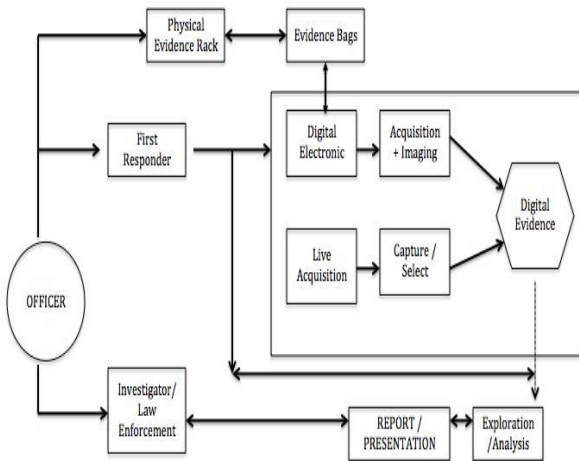 Physical
Evidence Rack
Evidence Bags
First
Responder
Digital
Electronic
Acquisition
+ Imaging
Digital
Evidence
Live
Acquisition
Capture /
Select
OFFICER
Investigator/
Law
Enforcement
REPORT /
PRESENTATION
Exploration
/Analysis